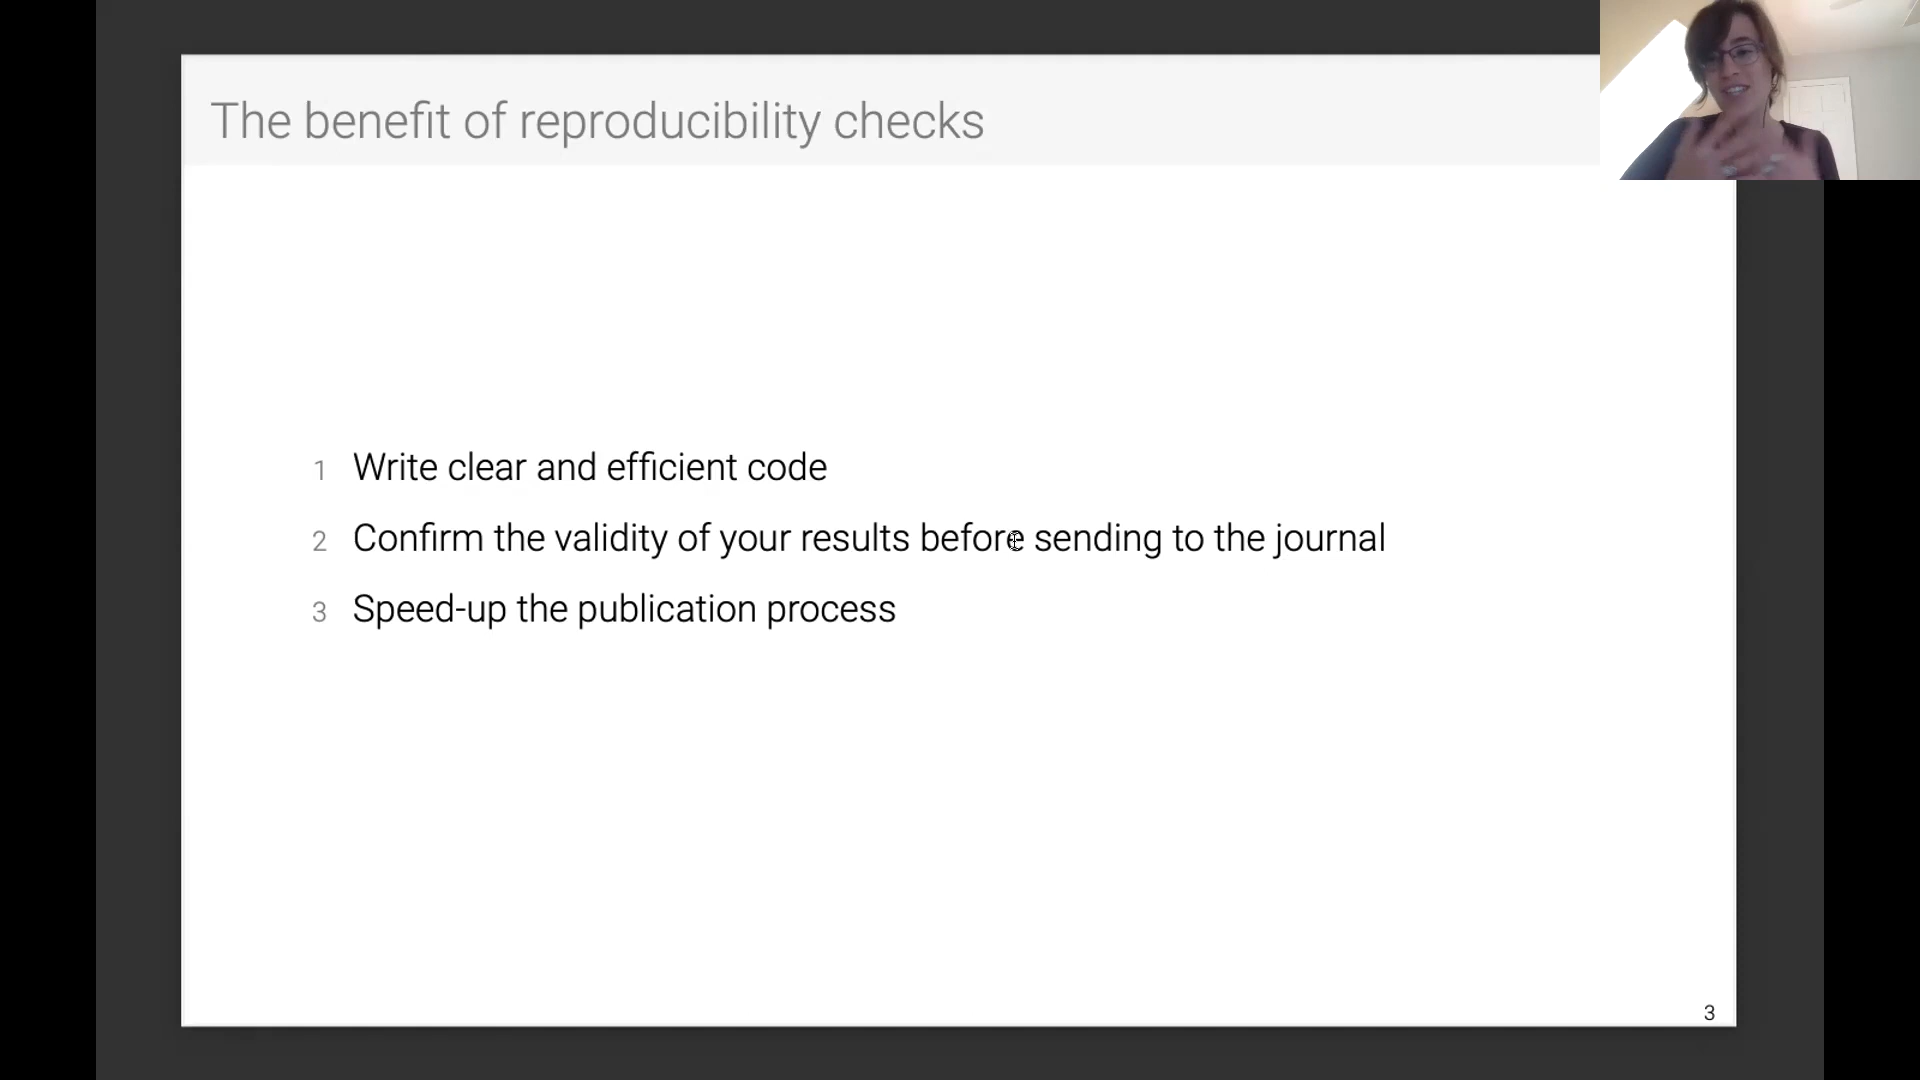 The benefit of reproducibility checks
1 Write clear and efficient code
2 Confirm the validity of your results before sending to the journal
3 Speed-up the publication process
3